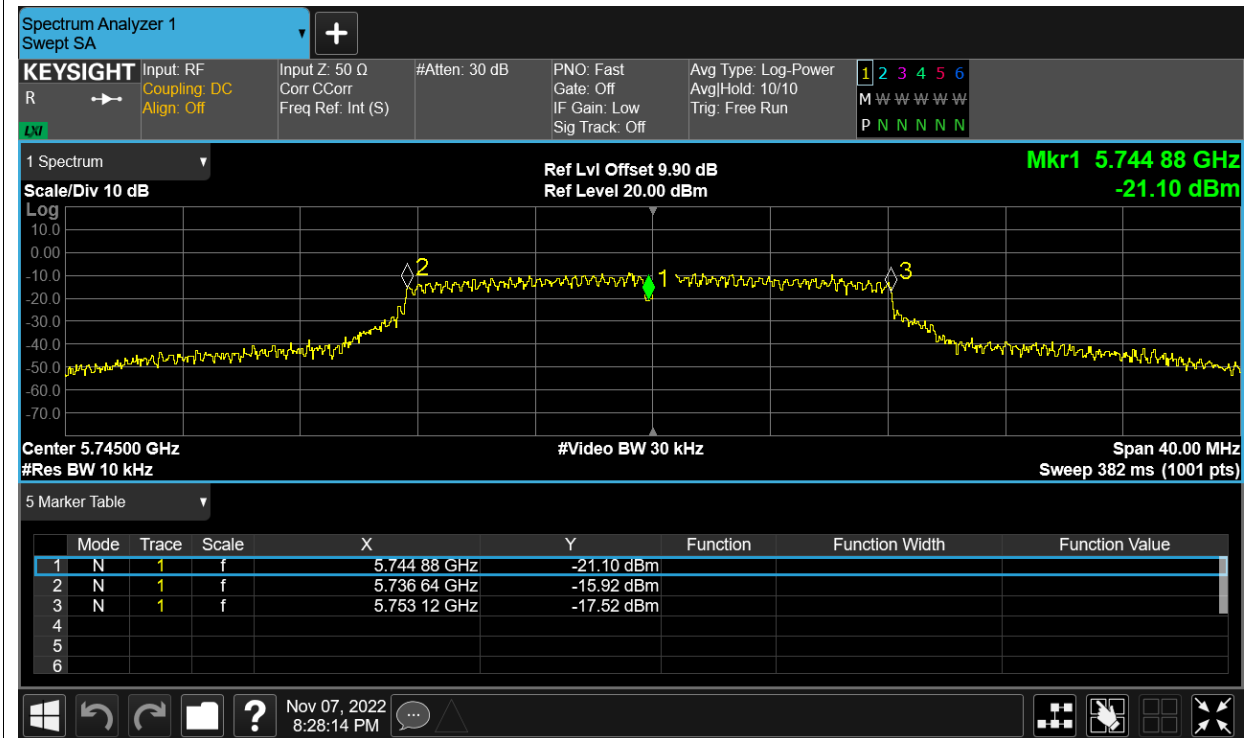 Spectrum Analyzer 1
Swept SA
KEYSIGHT
R
LXI
Input: RF
Coupling: DC
Align: Off
Input Z: 50 Ω
Corr CCorr
Freq Ref: Int (S)
#Atten: 30 dB
PNO: Fast
Gate: Off
IF Gain: Low
Sig Track: Off
Avg Type: Log-Power
Avg|Hold: 10/10
Trig: Free Run
1 2 3 4 5 6
M W W W W W
P N N N N N
1 Spectrum
Scale/Div 10 dB
Ref Lvl Offset 9.90 dB
Ref Level 20.00 dBm
Mkr1 5.744 88 GHz
-21.10 dBm
Log
10.0
0.00
-10.0
-20.0
-30.0
-40.0
-50.0
-60.0
-70.0
2
1
3
Center 5.74500 GHz
#Video BW 30 kHz
Span 40.00 MHz
#Res BW 10 kHz
Sweep 382 ms (1001 pts)
5 Marker Table
Mode Trace Scale X Y Function Function Width Function Value
1 N 1 f 5.744 88 GHz -21.10 dBm
2 N 1 f 5.736 64 GHz -15.92 dBm
3 N 1 f 5.753 12 GHz -17.52 dBm
4
5
6
?
Nov 07, 2022
8:28:14 PM